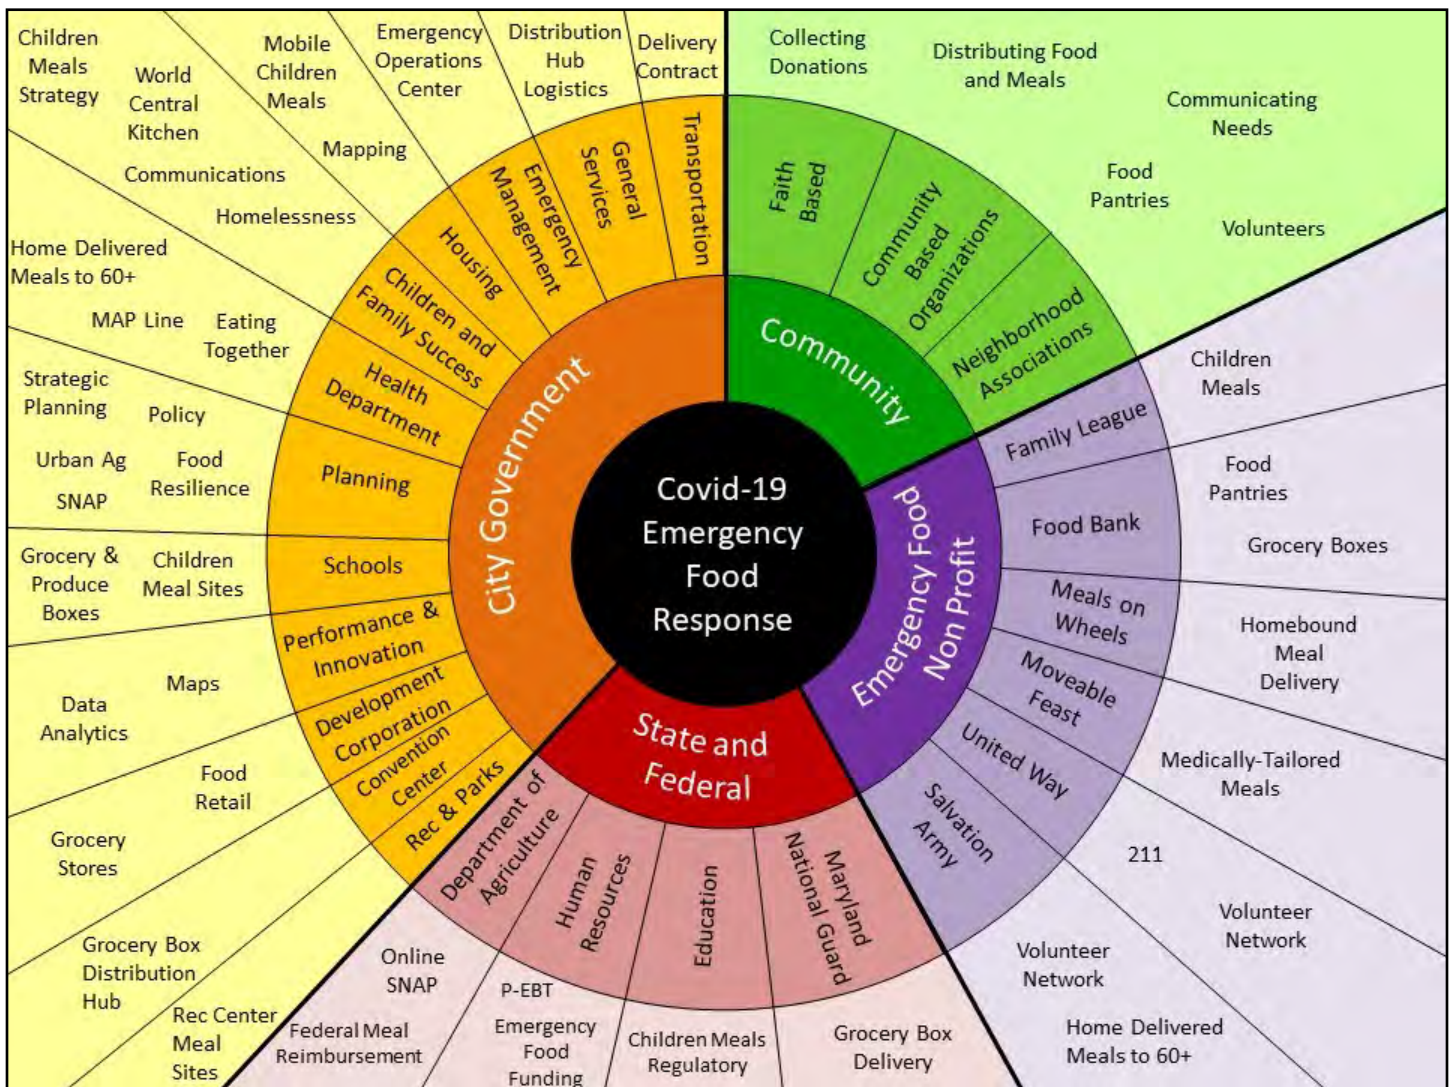 Covid-19
Emergency
Food
Response
City Government
Children
Meals
Strategy
World
Central
Kitchen
Communications
Homelessness
Mobile
Children
Meals
Mapping
Emergency
Operations
Center
Distribution
Hub
Logistics
Delivery
Contract
Transportation
General
Services
Emergency
Management
Housing
Children and
Family Success
Health
Department
Home Delivered
Meals to 60+
MAP Line
Eating
Together
Planning
Strategic
Planning
Policy
Urban Ag
Food
Resilience
SNAP
Schools
Grocery &
Produce
Boxes
Children
Meal Sites
Performance &
Innovation
Maps
Data
Analytics
Development
Corporation
Food
Retail
Grocery
Stores
Convention
Center
Grocery Box
Distribution
Hub
Rec & Parks
Rec Center
Meal
Sites
Community
Faith
Based
Community
Based
Organizations
Neighborhood
Associations
Collecting
Donations
Distributing Food
and Meals
Communicating
Needs
Food
Pantries
Volunteers
Emergency Food
Non Profit
Family League
Children
Meals
Food Bank
Food
Pantries
Grocery Boxes
Meals on
Wheels
Homebound
Meal
Delivery
Moveable
Feast
Medically-Tailored
Meals
United Way
211
Volunteer
Network
Salvation
Army
Volunteer
Network
Home Delivered
Meals to 60+
State and
Federal
Department of
Agriculture
Online
SNAP
Federal Meal
Reimbursement
Human
Resources
P-EBT
Emergency
Food
Funding
Education
Children Meals
Regulatory
Maryland
National Guard
Grocery Box
Delivery